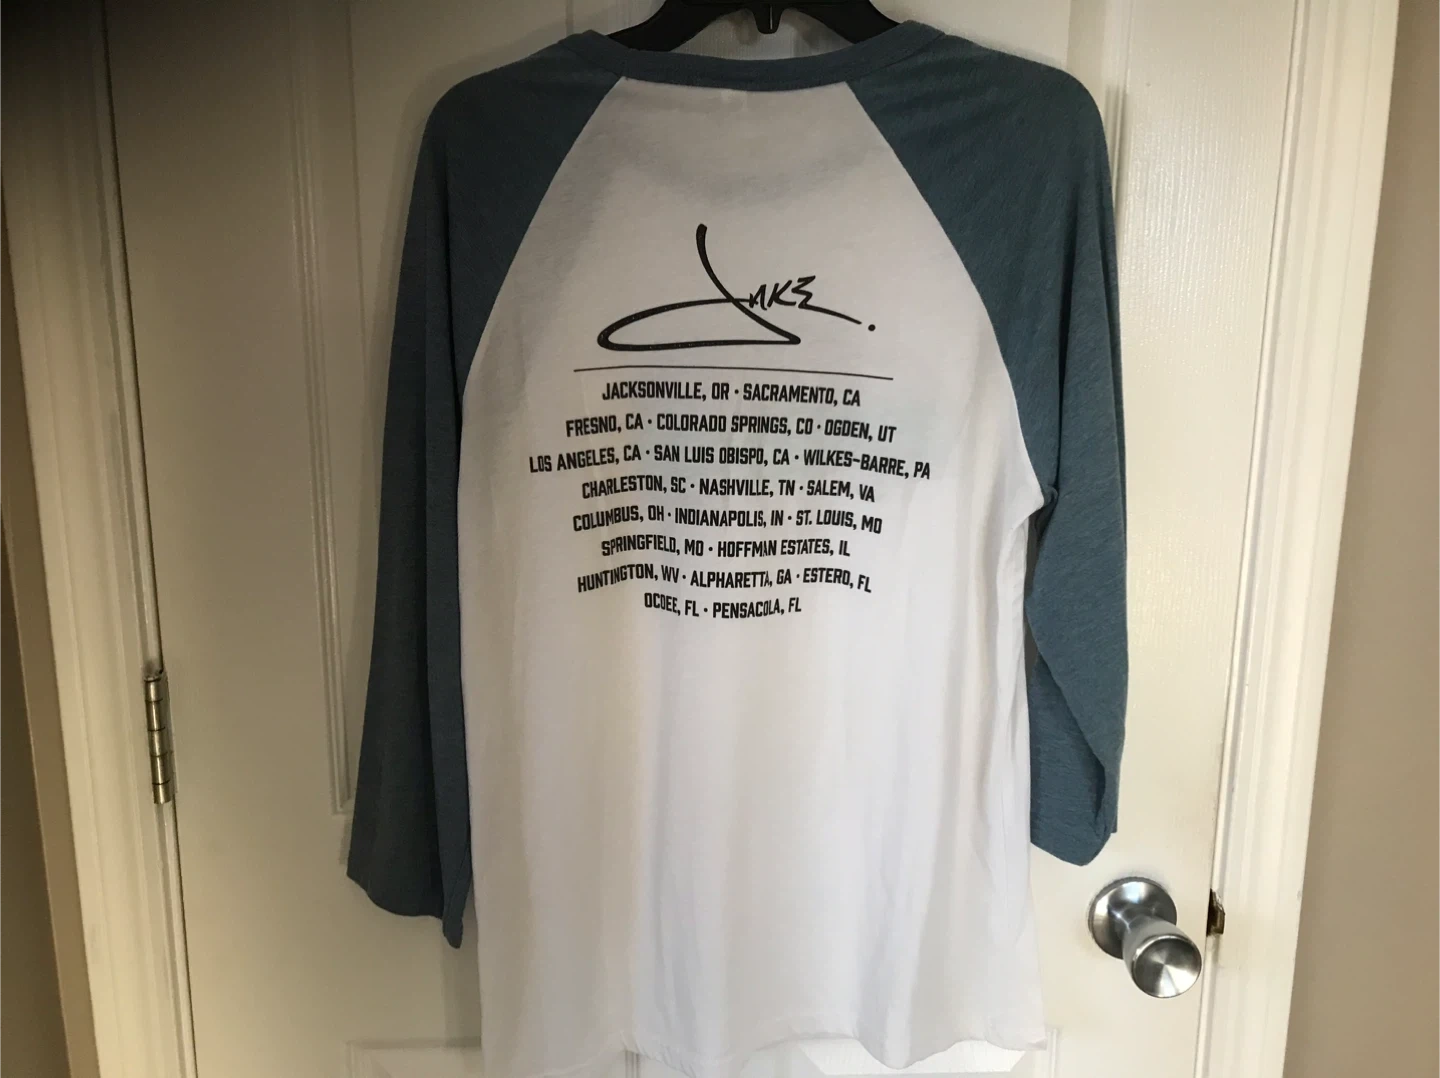 JAKE.
JACKSONVILLE, OR • SACRAMENTO, CA
FRESNO, CA • COLORADO SPRINGS, CO • OGDEN, UT
LOS ANGELES, CA • SAN LUIS OBISPO, CA • WILKES-BARRE, PA
CHARLESTON, SC • NASHVILLE, TN • SALEM, VA
COLUMBUS, OH • INDIANAPOLIS, IN • ST. LOUIS, MO
SPRINGFIELD, MO • HOFFMAN ESTATES, IL
HUNTINGTON, WV • ALPHARETTA, GA • ESTERO, FL
OCOEE, FL • PENSACOLA, FL